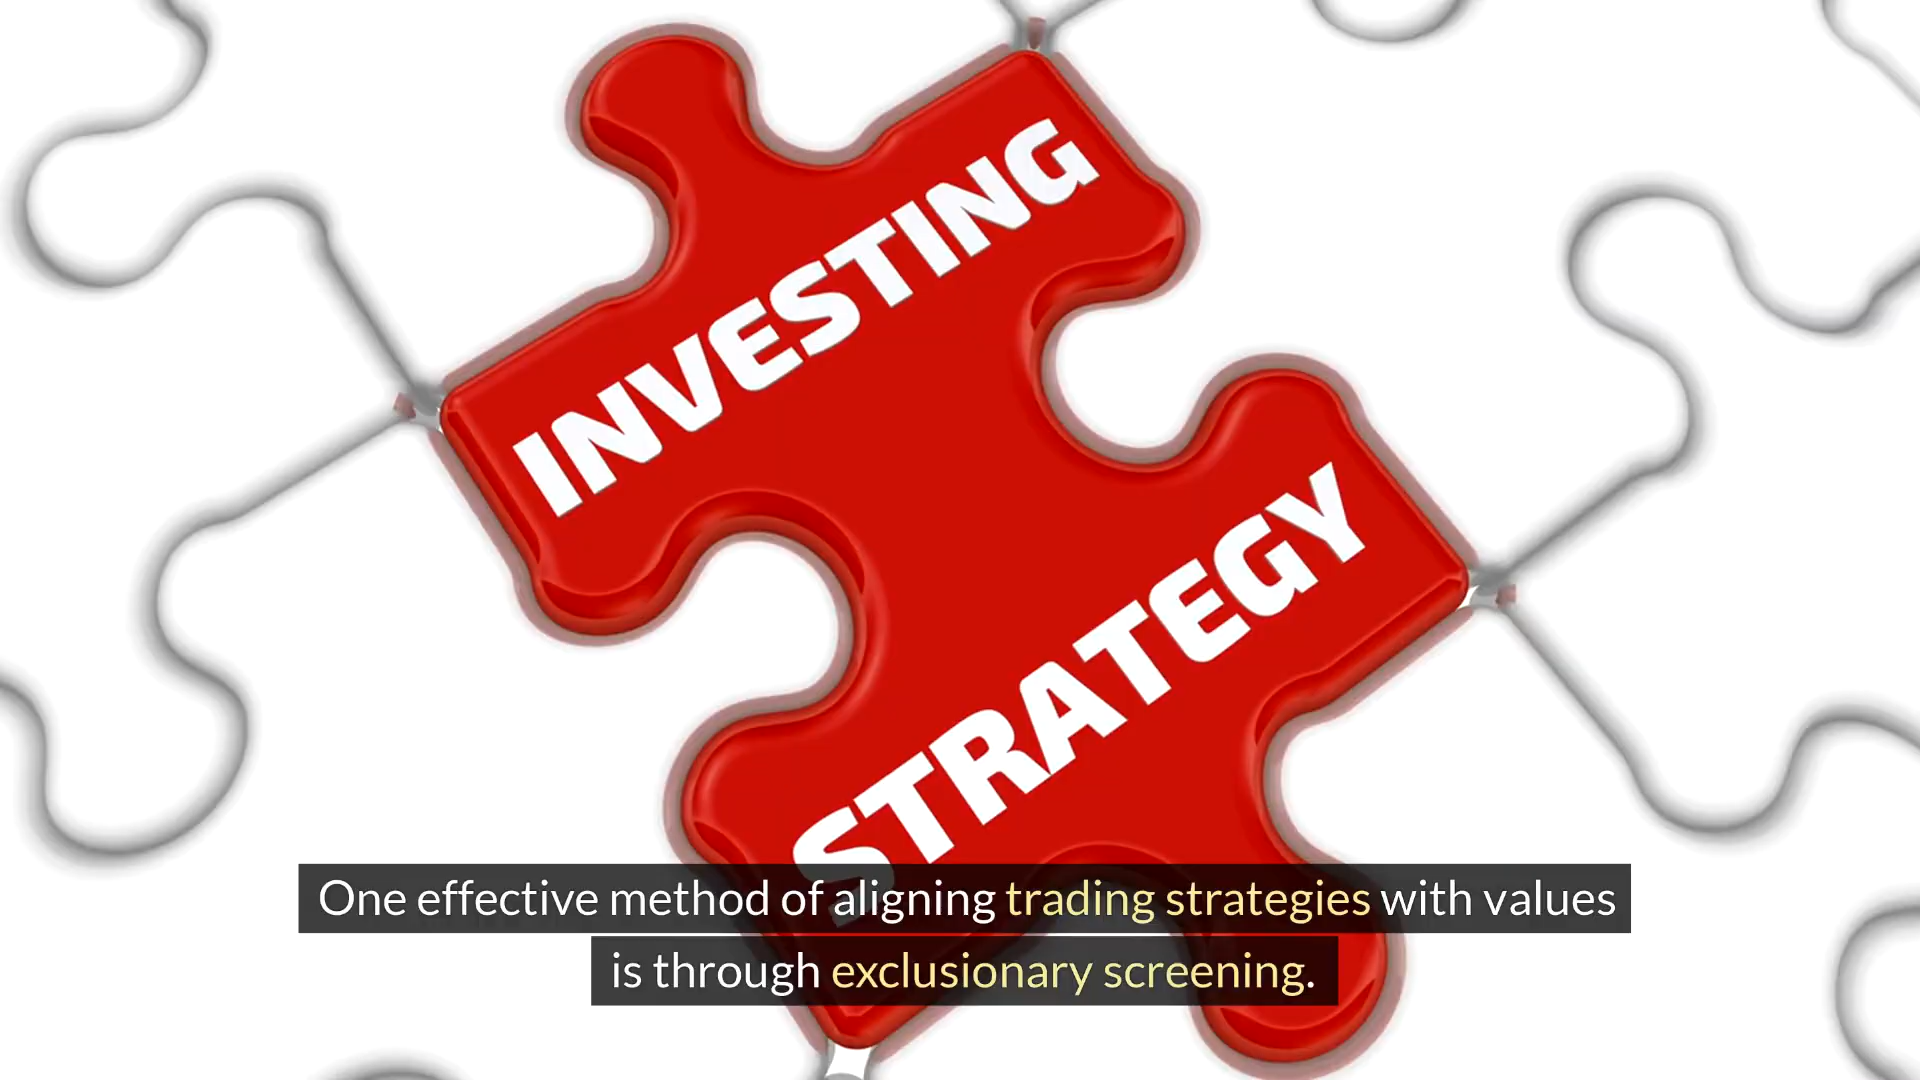 INVESTING
STRATEGY
One effective method of aligning trading strategies with values
is through exclusionary screening.